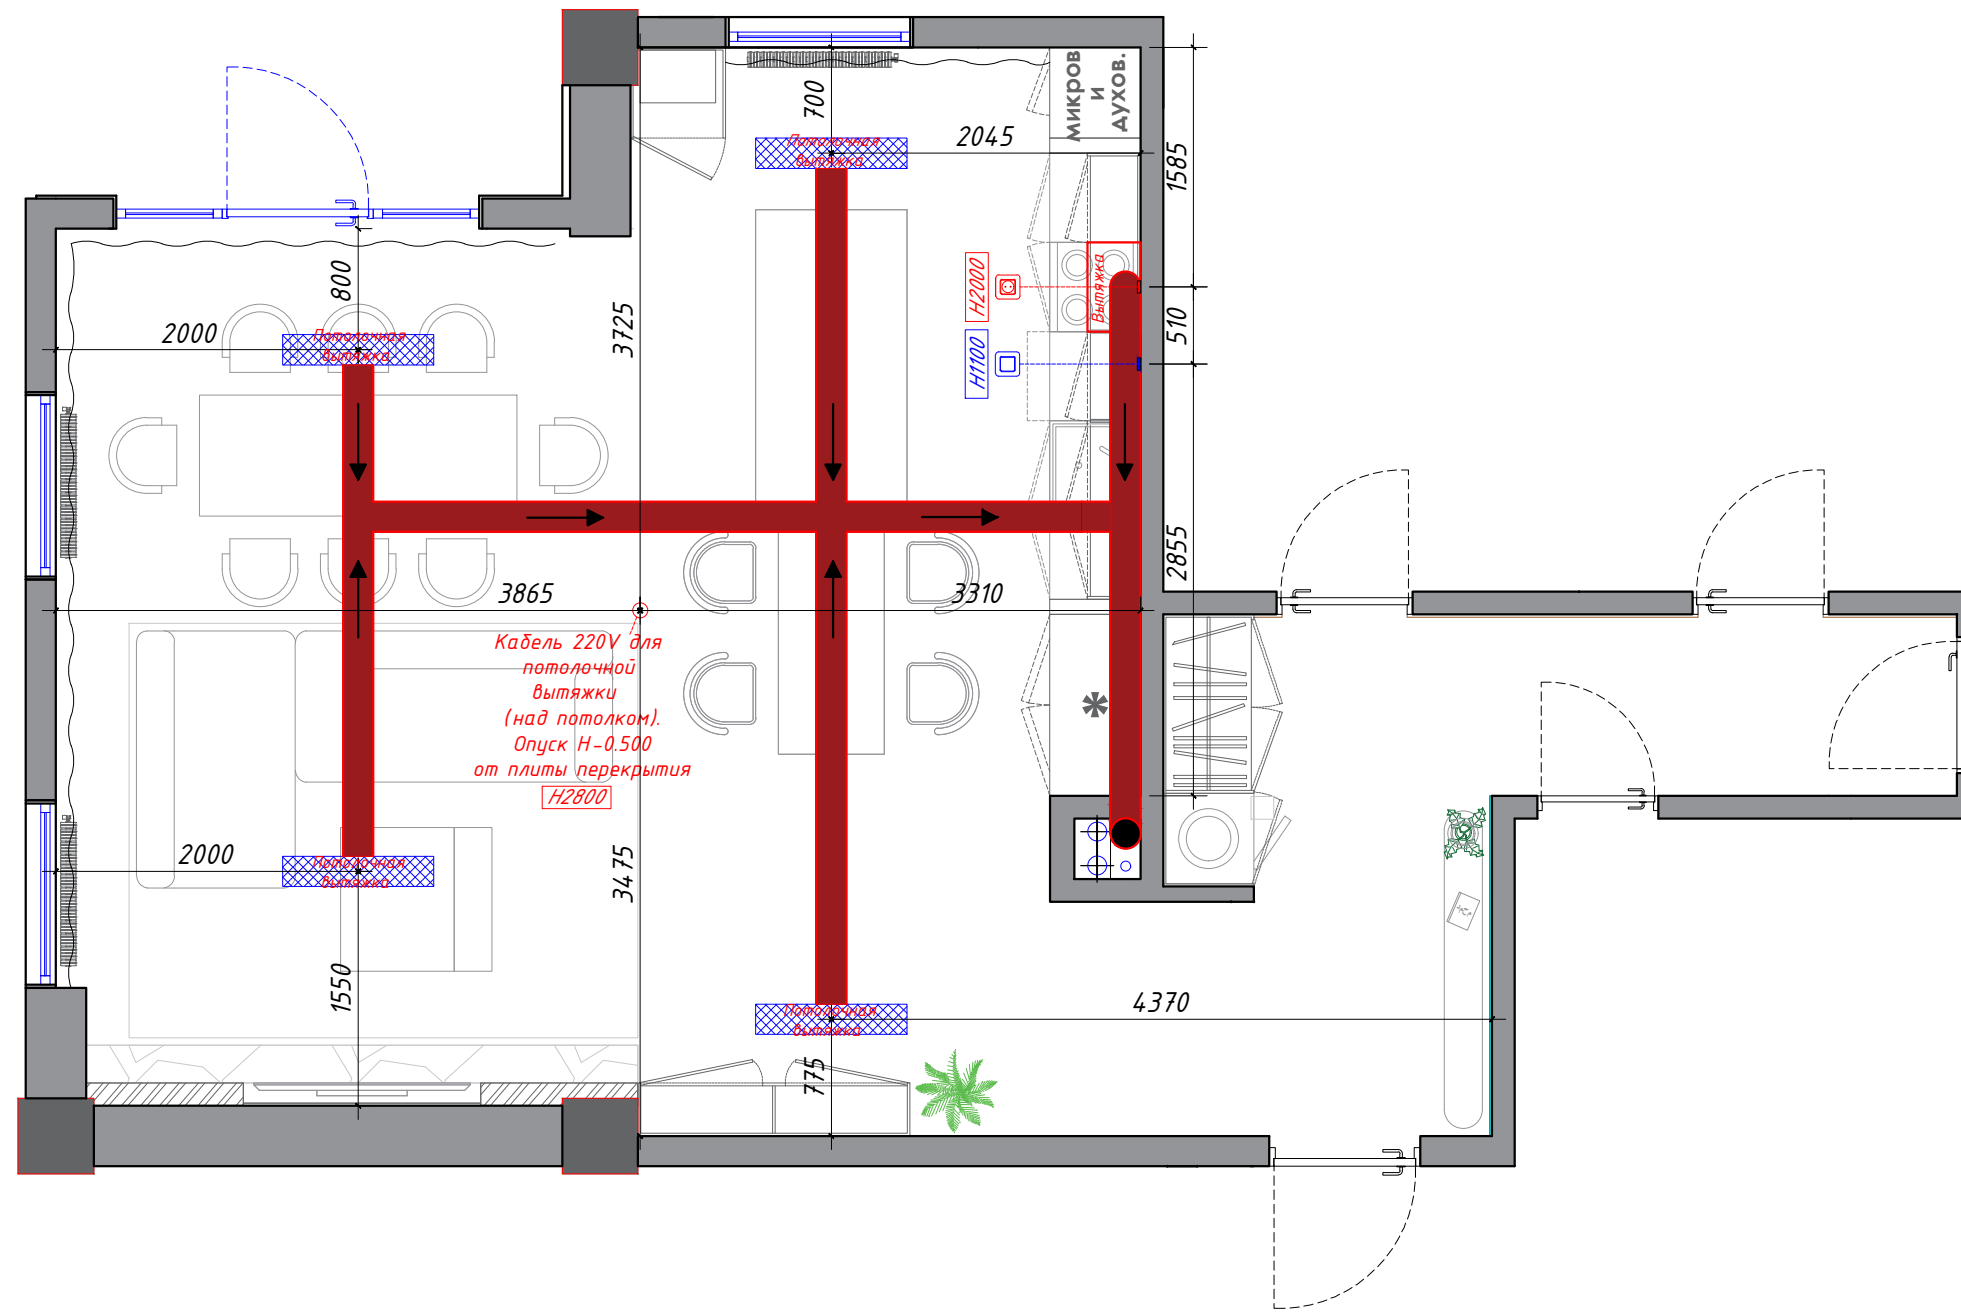 700
микров
и
духов.
2045
1585
Потолочная
вытяжка
800
2000
Потолочная
вытяжка
3725
H2000
Вытяжка
510
H1100
2855
3865
3310
Кабель 220V для
потолочной
вытяжки
(над потолком).
Опуск H-0.500
от плиты перекрытия
H2800
*
2000
Потолочная
вытяжка
3475
1550
4370
Потолочная
вытяжка
775